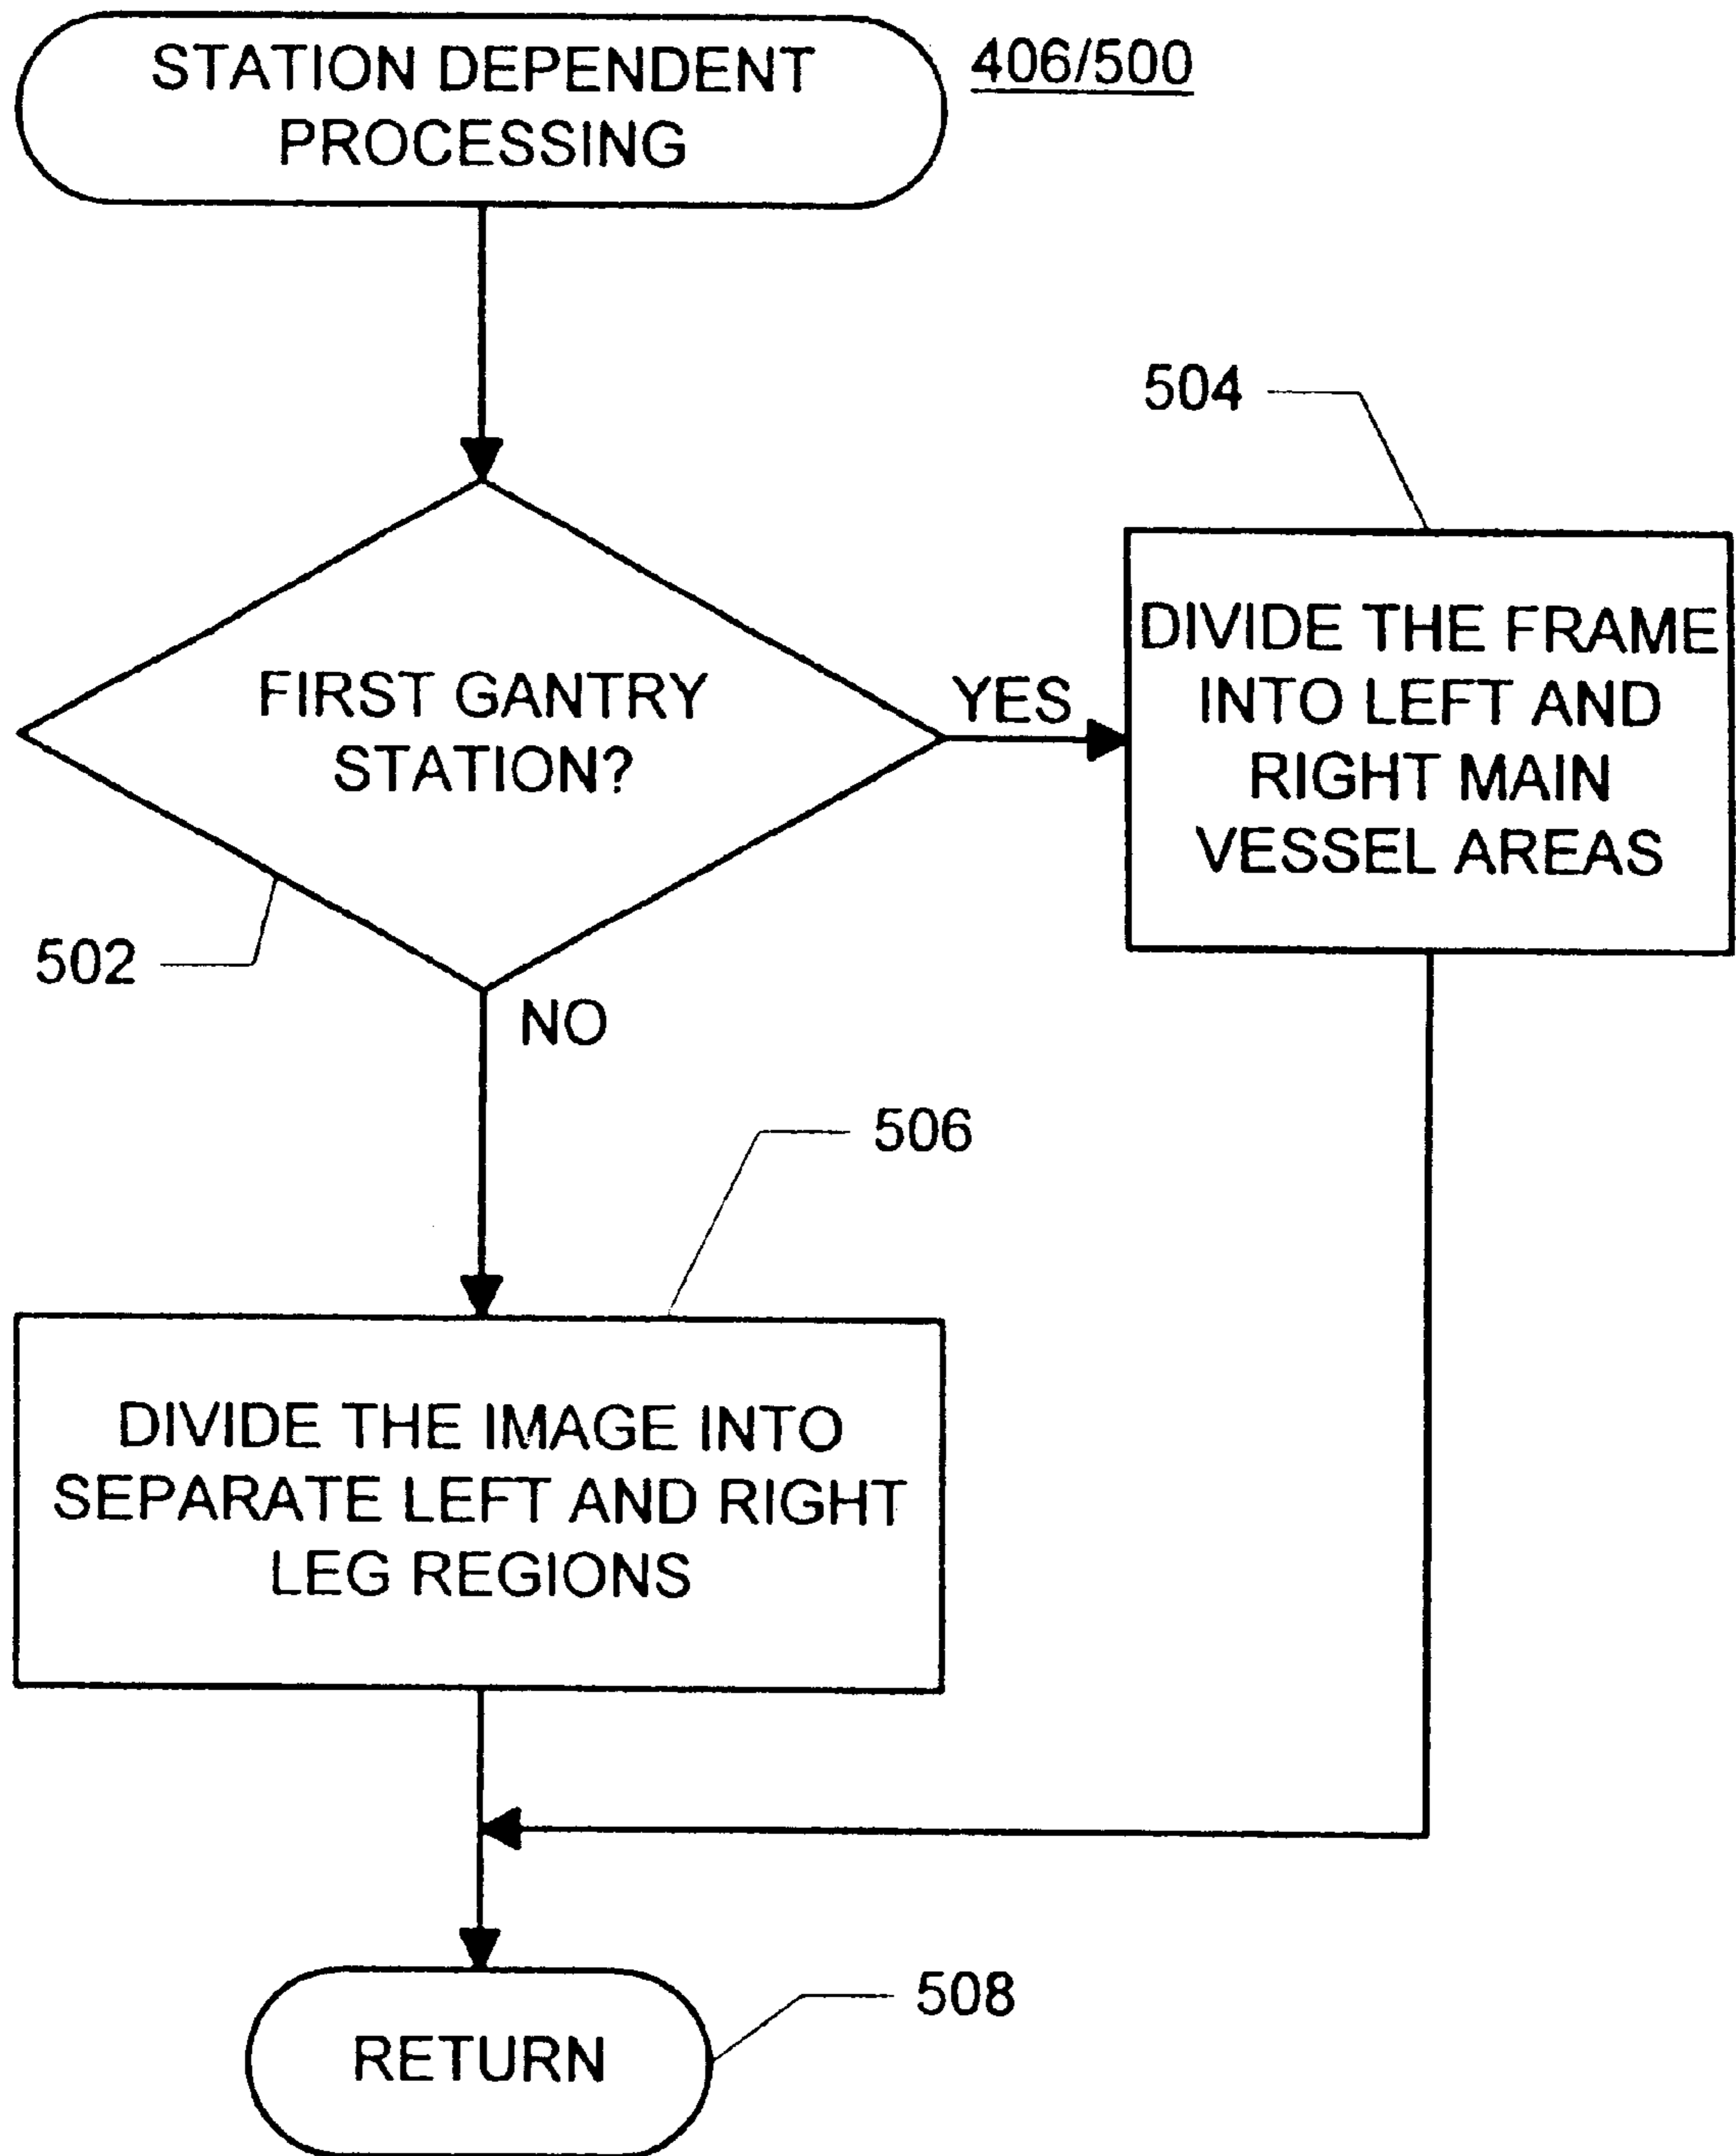 STATION DEPENDENT
PROCESSING
406/500
504
FIRST GANTRY
STATION?
YES
DIVIDE THE FRAME
INTO LEFT AND
RIGHT MAIN
VESSEL AREAS
502
NO
506
DIVIDE THE IMAGE INTO
SEPARATE LEFT AND RIGHT
LEG REGIONS
508
RETURN